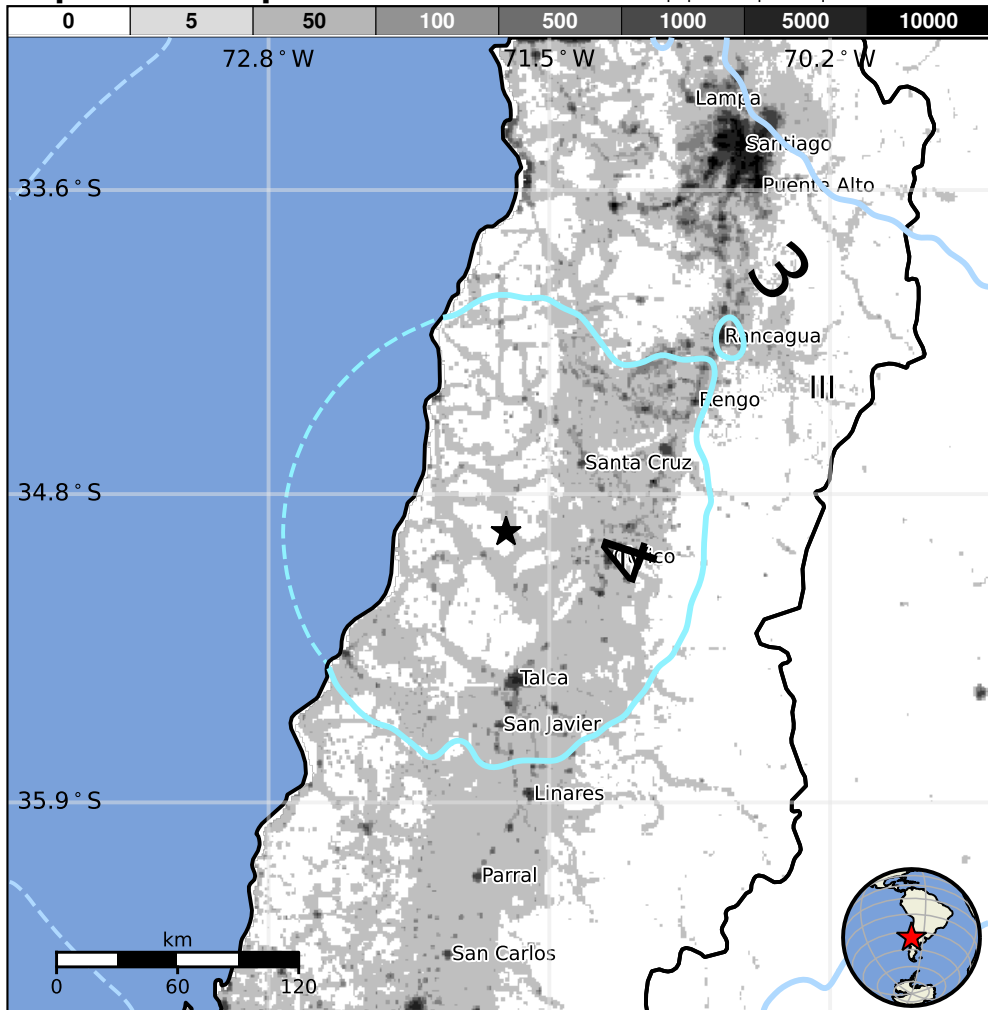 0 5 50 100 500 1000 5000 10000
72.8°W 71.5°W 70.2°W
Lampa
Santiago
33.6°S
Puente Alto
3
Rancagua
III
Rengo
Santa Cruz
34.8°S
4
Talca
San Javier
Linares
35.9°S
Parral
km
San Carlos
0 60 120